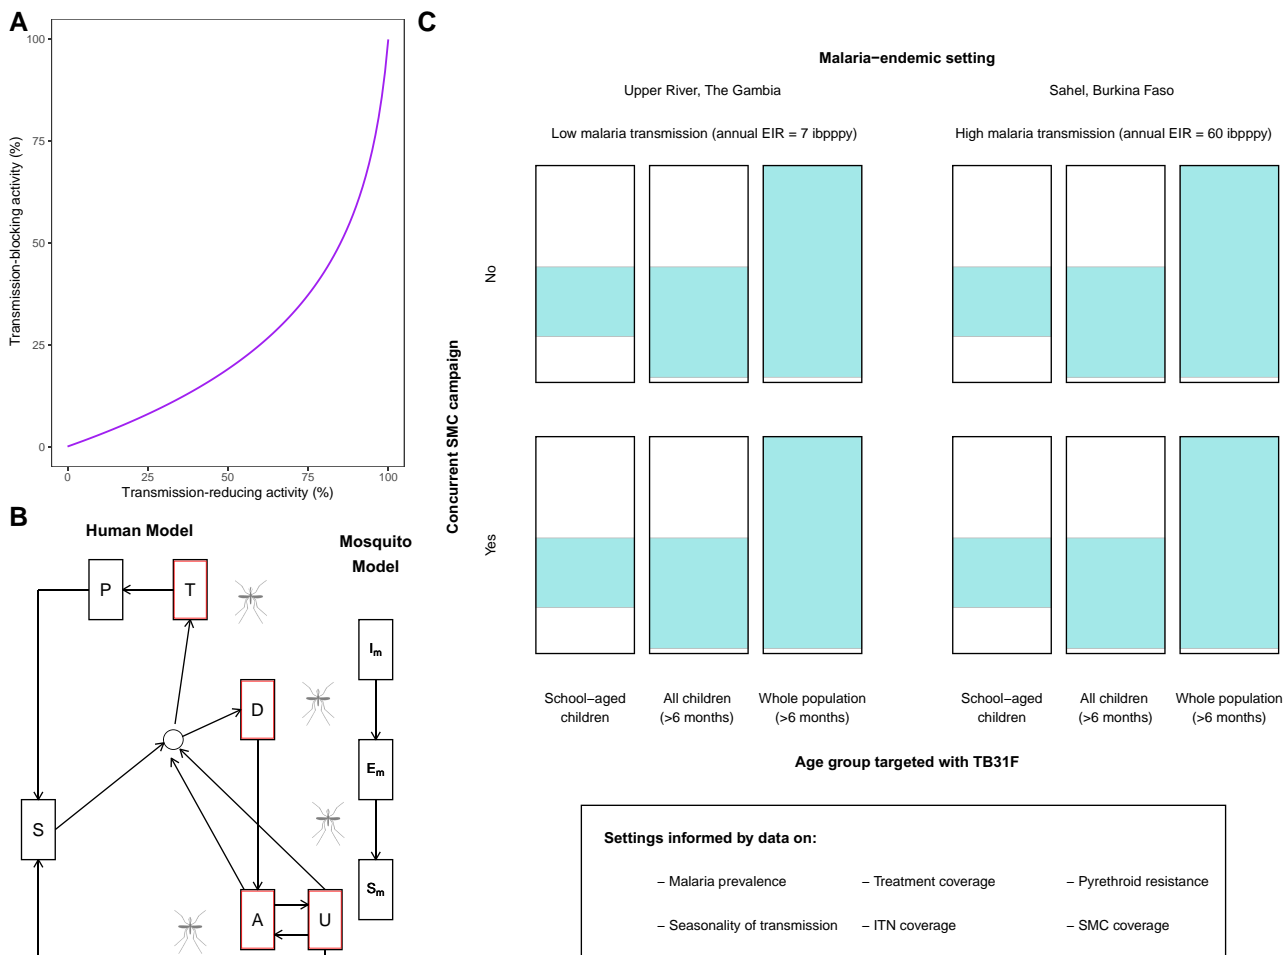 A
100
75
50
25
0
Transmission-blocking activity (%)
0 25 50 75 100
Transmission-reducing activity (%)
B
Human Model
Mosquito
Model
P
T
D
S
A
U
Im
Em
Sm
C
Malaria−endemic setting
Upper River, The Gambia
Sahel, Burkina Faso
Low malaria transmission (annual EIR = 7 ibpppy)
High malaria transmission (annual EIR = 60 ibpppy)
Concurrent SMC campaign
No
Yes
School−aged
children
All children
(>6 months)
Whole population
(>6 months)
School−aged
children
All children
(>6 months)
Whole population
(>6 months)
Age group targeted with TB31F
Settings informed by data on:
− Malaria prevalence
− Treatment coverage
− Pyrethroid resistance
− Seasonality of transmission
− ITN coverage
− SMC coverage